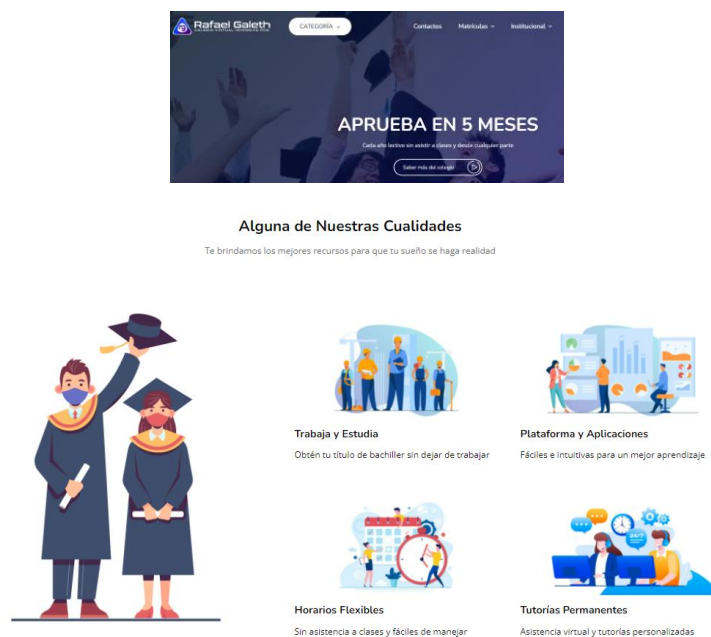 Rafael Galeth
CATEGORÍA
Contactos
Matrículas
Institucional
APRUEBA EN 5 MESES
Cada año lectivo sin asistir a clases y desde cualquier parte
Saber más del colegio
Alguna de Nuestras Cualidades
Te brindamos los mejores recursos para que tu sueño se haga realidad
Trabaja y Estudia
Obtén tu título de bachiller sin dejar de trabajar
Plataforma y Aplicaciones
Fáciles e intuitivas para un mejor aprendizaje
24/7
Horarios Flexibles
Sin asistencia a clases y fáciles de manejar
Tutorías Permanentes
Asistencia virtual y tutorías personalizadas